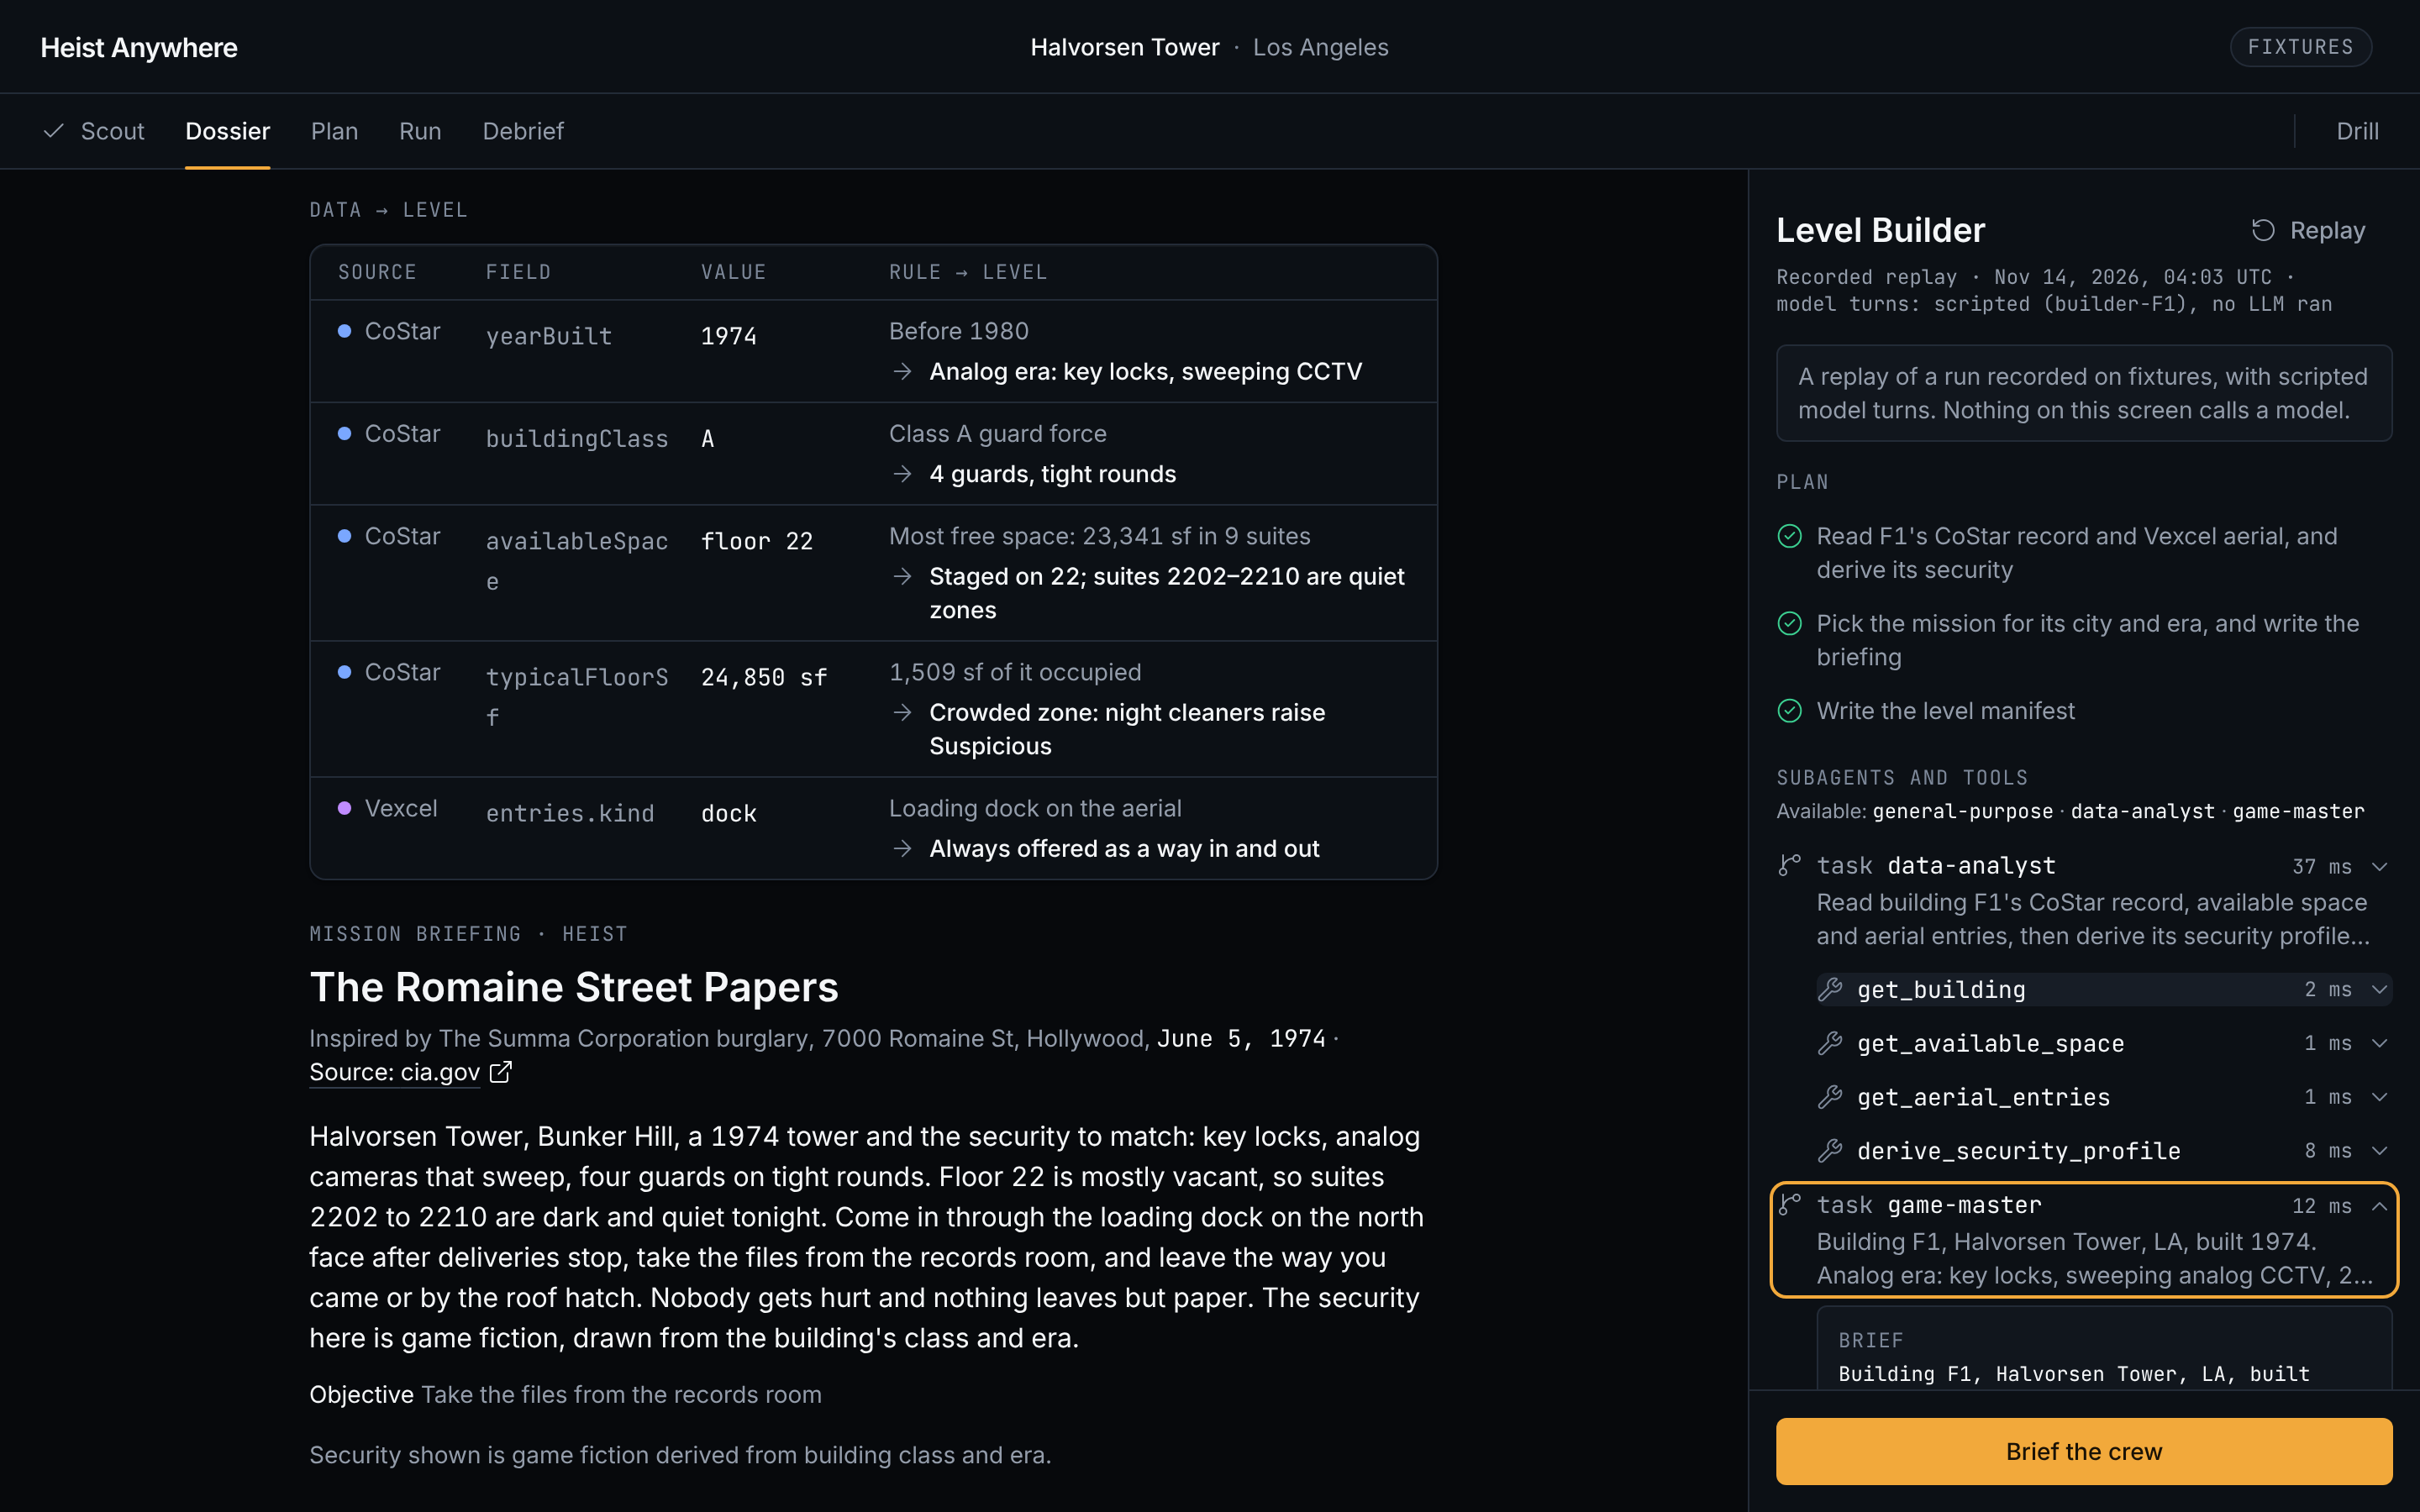 Heist Anywhere
Halvorsen Tower · Los Angeles
FIXTURES
Scout
Dossier
Plan
Run
Debrief
Drill
DATA → LEVEL
SOURCE FIELD VALUE RULE → LEVEL
CoStar yearBuilt 1974 Before 1980
→ Analog era: key locks, sweeping CCTV
CoStar buildingClass A Class A guard force
→ 4 guards, tight rounds
CoStar availableSpac floor 22 Most free space: 23,341 sf in 9 suites
e → Staged on 22; suites 2202–2210 are quiet
zones
CoStar typicalFloorS 24,850 sf 1,509 sf of it occupied
f → Crowded zone: night cleaners raise
Suspicious
Vexcel entries.kind dock Loading dock on the aerial
→ Always offered as a way in and out
MISSION BRIEFING · HEIST
The Romaine Street Papers
Inspired by The Summa Corporation burglary, 7000 Romaine St, Hollywood, June 5, 1974 ·
Source: cia.gov
Halvorsen Tower, Bunker Hill, a 1974 tower and the security to match: key locks, analog
cameras that sweep, four guards on tight rounds. Floor 22 is mostly vacant, so suites
2202 to 2210 are dark and quiet tonight. Come in through the loading dock on the north
face after deliveries stop, take the files from the records room, and leave the way you
came or by the roof hatch. Nobody gets hurt and nothing leaves but paper. The security
here is game fiction, drawn from the building's class and era.
Objective Take the files from the records room
Security shown is game fiction derived from building class and era.
Level Builder
Replay
Recorded replay · Nov 14, 2026, 04:03 UTC ·
model turns: scripted (builder-F1), no LLM ran
A replay of a run recorded on fixtures, with scripted
model turns. Nothing on this screen calls a model.
PLAN
Read F1's CoStar record and Vexcel aerial, and
derive its security
Pick the mission for its city and era, and write the
briefing
Write the level manifest
SUBAGENTS AND TOOLS
Available: general-purpose · data-analyst · game-master
task data-analyst 37 ms
Read building F1's CoStar record, available space
and aerial entries, then derive its security profile...
get_building 2 ms
get_available_space 1 ms
get_aerial_entries 1 ms
derive_security_profile 8 ms
task game-master 12 ms
Building F1, Halvorsen Tower, LA, built 1974.
Analog era: key locks, sweeping analog CCTV, 2...
BRIEF
Building F1, Halvorsen Tower, LA, built
Brief the crew